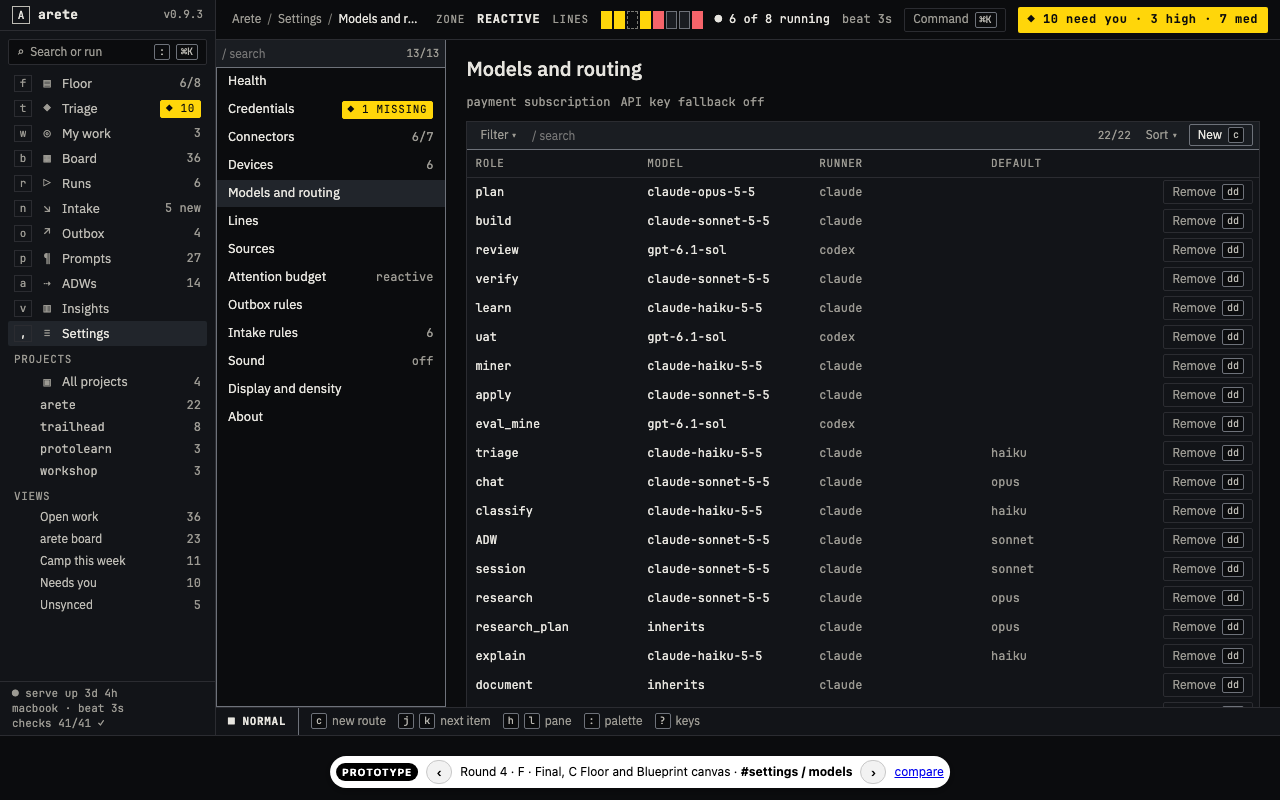 A arete v0.9.3
Arete / Settings / Models and r... ZONE REACTIVE LINES 6 of 8 running beat 3s Command ⌘K ◆ 10 need you · 3 high · 7 med
Search or run : ⌘K
f Floor 6/8
t ◆ Triage ◆ 10
w My work 3
b Board 36
r Runs 6
n Intake 5 new
o Outbox 4
p ¶ Prompts 27
a ADWs 14
v Insights
, Settings
PROJECTS
All projects 4
arete 22
trailhead 8
protolearn 3
workshop 3
VIEWS
Open work 36
arete board 23
Camp this week 11
Needs you 10
Unsynced 5
● serve up 3d 4h
macbook · beat 3s
checks 41/41 ✓
/ search 13/13
Health
Credentials ◆ 1 MISSING
Connectors 6/7
Devices 6
Models and routing
Lines
Sources
Attention budget reactive
Outbox rules
Intake rules 6
Sound off
Display and density
About
Models and routing
payment subscription API key fallback off
Filter ▾ / search 22/22 Sort ▾ New c
ROLE MODEL RUNNER DEFAULT
plan claude-opus-5-5 claude Remove dd
build claude-sonnet-5-5 claude Remove dd
review gpt-6.1-sol codex Remove dd
verify claude-sonnet-5-5 claude Remove dd
learn claude-haiku-5-5 claude Remove dd
uat gpt-6.1-sol codex Remove dd
miner claude-haiku-5-5 claude Remove dd
apply claude-sonnet-5-5 claude Remove dd
eval_mine gpt-6.1-sol codex Remove dd
triage claude-haiku-5-5 claude haiku Remove dd
chat claude-sonnet-5-5 claude opus Remove dd
classify claude-haiku-5-5 claude haiku Remove dd
ADW claude-sonnet-5-5 claude sonnet Remove dd
session claude-sonnet-5-5 claude sonnet Remove dd
research claude-sonnet-5-5 claude opus Remove dd
research_plan inherits claude opus Remove dd
explain claude-haiku-5-5 claude haiku Remove dd
document inherits claude opus Remove dd
■ NORMAL c new route j k next item h l pane : palette ? keys
PROTOTYPE ‹ Round 4 · F · Final, C Floor and Blueprint canvas · #settings / models › compare